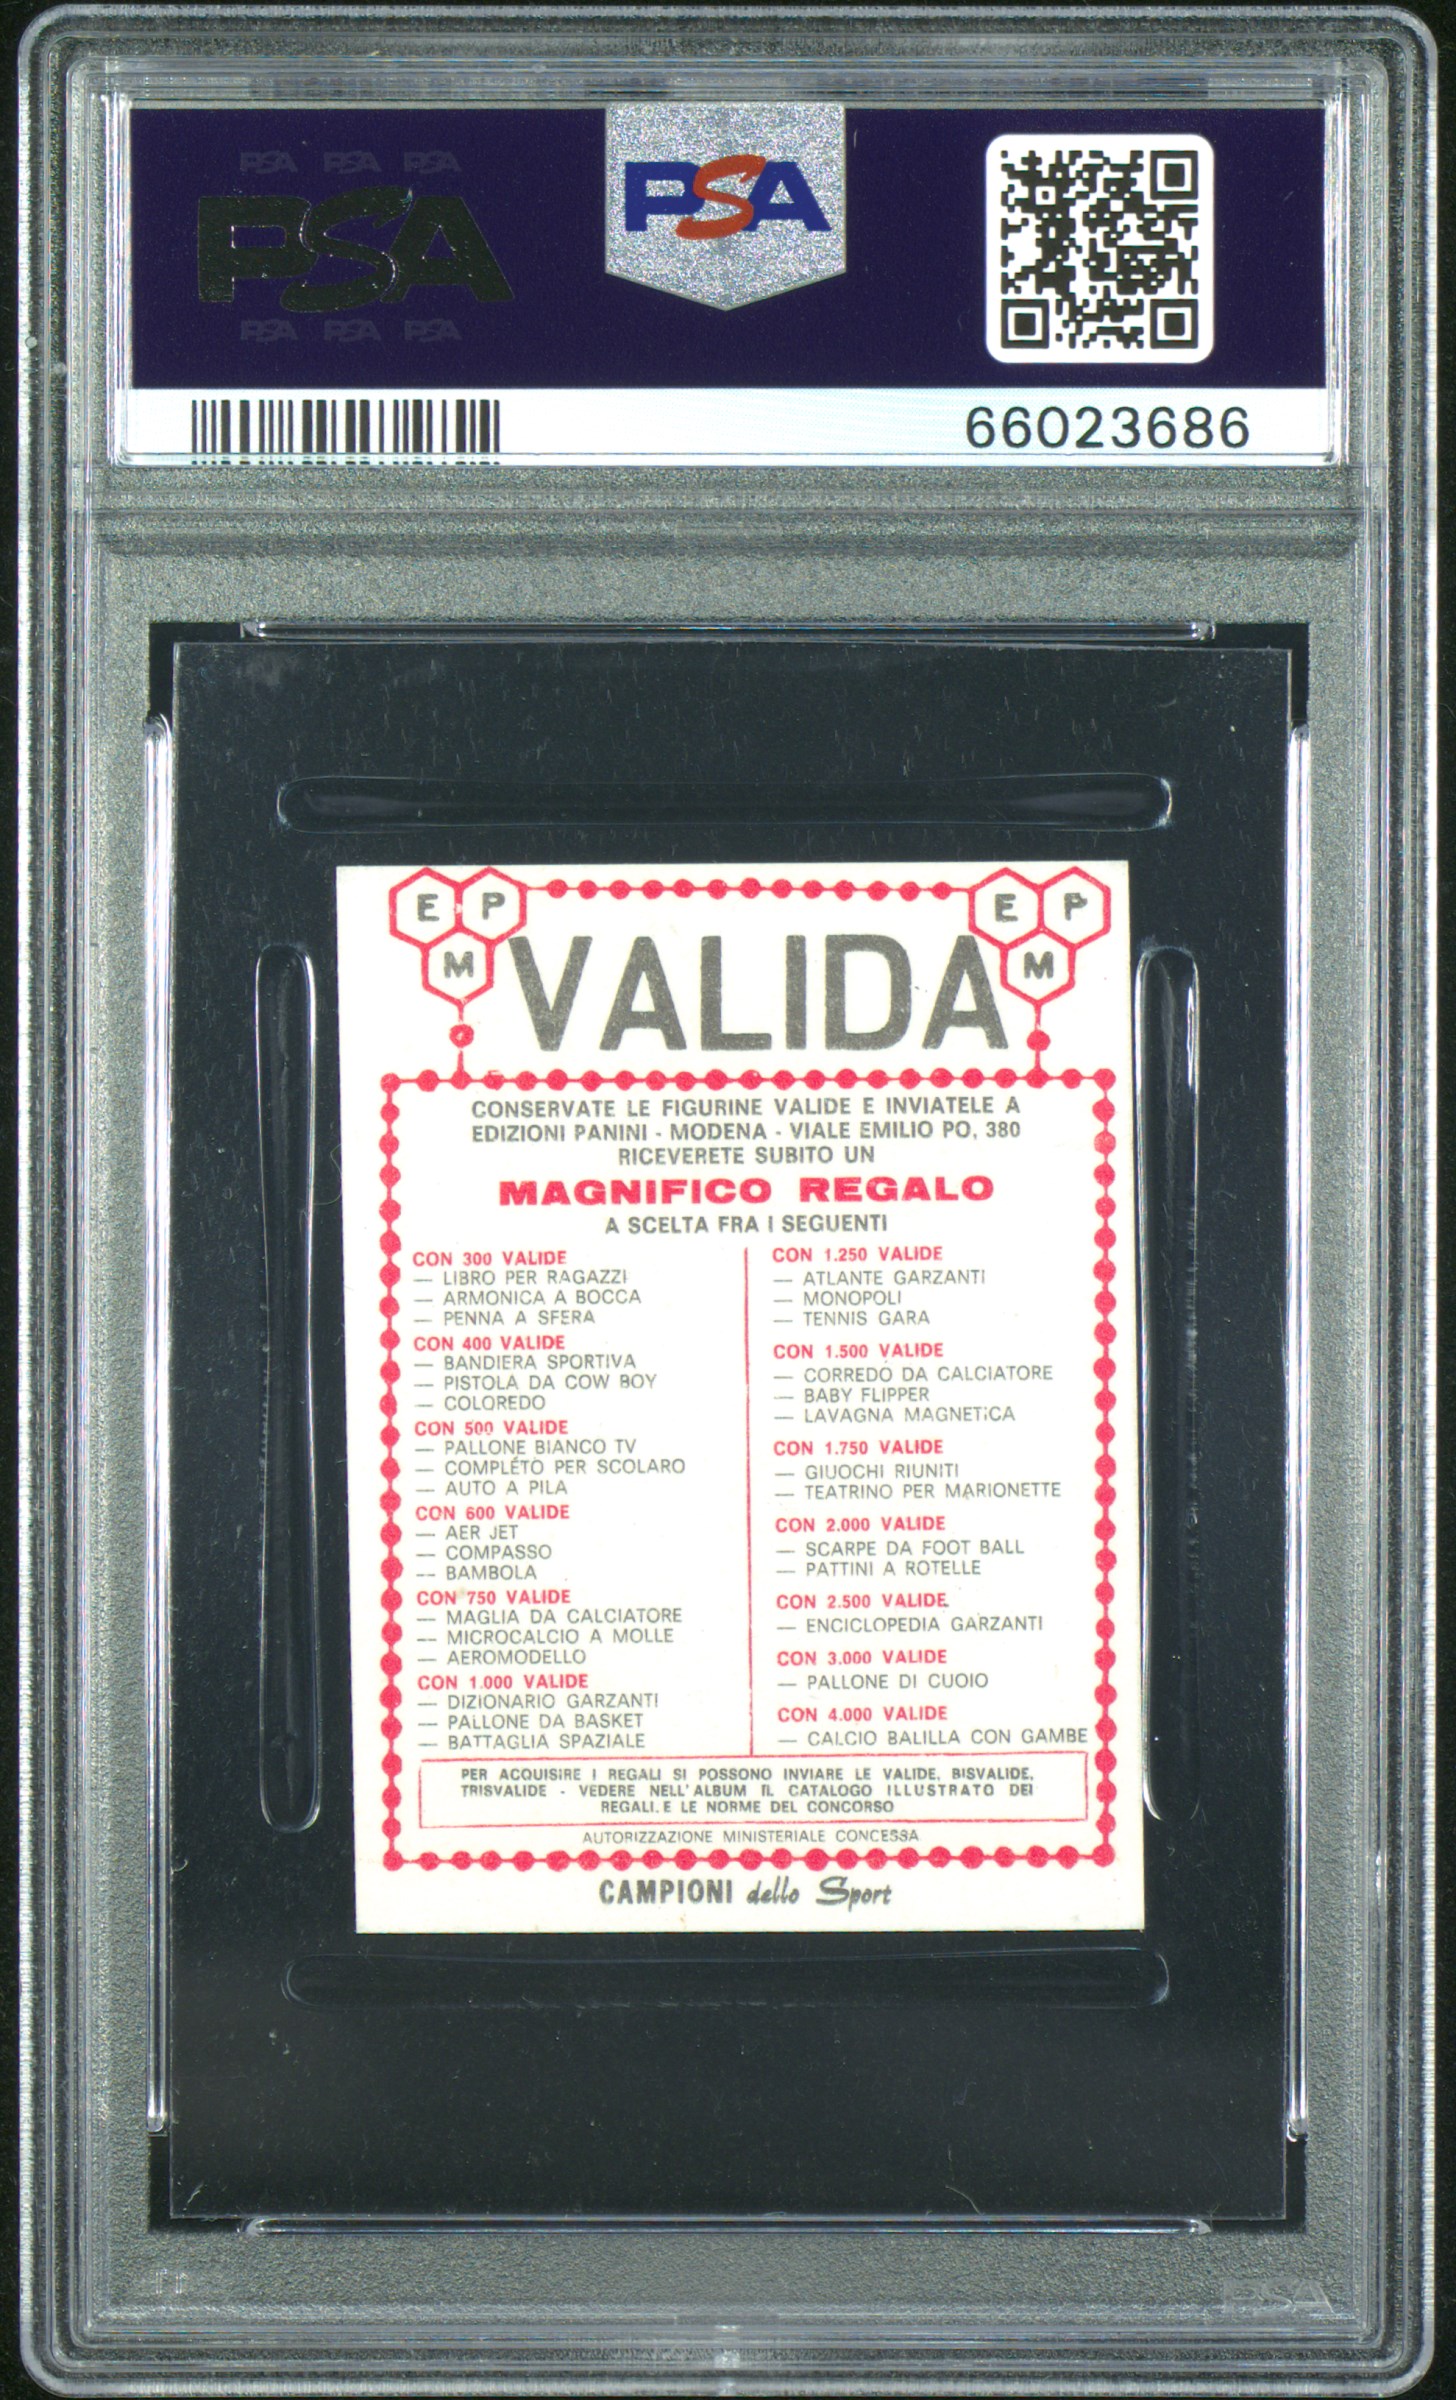 PSA PSA PSA
PSA
PSA PSA PSA
PSA
66023686
E P E P
M VALIDA M
CONSERVATE LE FIGURINE VALIDE E INVIATELE A
EDIZIONI PANINI - MODENA - VIALE EMILIO PO, 380
RICEVERETE SUBITO UN
MAGNIFICO REGALO
A SCELTA FRA I SEGUENTI
CON 300 VALIDE
— LIBRO PER RAGAZZI
— ARMONICA A BOCCA
— PENNA A SFERA
CON 400 VALIDE
— BANDIERA SPORTIVA
— PISTOLA DA COW BOY
— COLOREDO
CON 500 VALIDE
— PALLONE BIANCO TV
— COMPLÉTO PER SCOLARO
— AUTO A PILA
CON 600 VALIDE
— AER JET
— COMPASSO
— BAMBOLA
CON 750 VALIDE
— MAGLIA DA CALCIATORE
— MICROCALCIO A MOLLE
— AEROMODELLO
CON 1.000 VALIDE
— DIZIONARIO GARZANTI
— PALLONE DA BASKET
— BATTAGLIA SPAZIALE
CON 1.250 VALIDE
— ATLANTE GARZANTI
— MONOPOLI
— TENNIS GARA
CON 1.500 VALIDE
— CORREDO DA CALCIATORE
— BABY FLIPPER
— LAVAGNA MAGNETICA
CON 1.750 VALIDE
— GIUOCHI RIUNITI
— TEATRINO PER MARIONETTE
CON 2.000 VALIDE
— SCARPE DA FOOT BALL
— PATTINI A ROTELLE
CON 2.500 VALIDE
— ENCICLOPEDIA GARZANTI
CON 3.000 VALIDE
— PALLONE DI CUOIO
CON 4.000 VALIDE
— CALCIO BALILLA CON GAMBE
PER ACQUISIRE I REGALI SI POSSONO INVIARE LE VALIDE, BISVALIDE,
TRISVALIDE - VEDERE NELL'ALBUM IL CATALOGO ILLUSTRATO DEI
REGALI. E LE NORME DEL CONCORSO
AUTORIZZAZIONE MINISTERIALE CONCESSA
CAMPIONI dello Sport
PSA